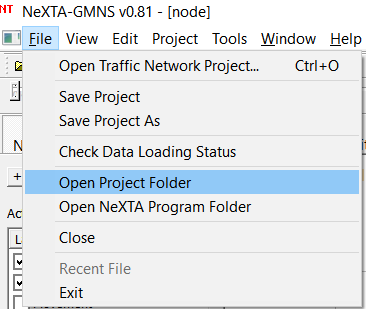 NeXTA-GMNS v0.81 - [node]
File View Edit Project Tools Window Help
Open Traffic Network Project... Ctrl+O
Save Project
Save Project As
Check Data Loading Status
Open Project Folder
Open NeXTA Program Folder
Close
Recent File
Exit